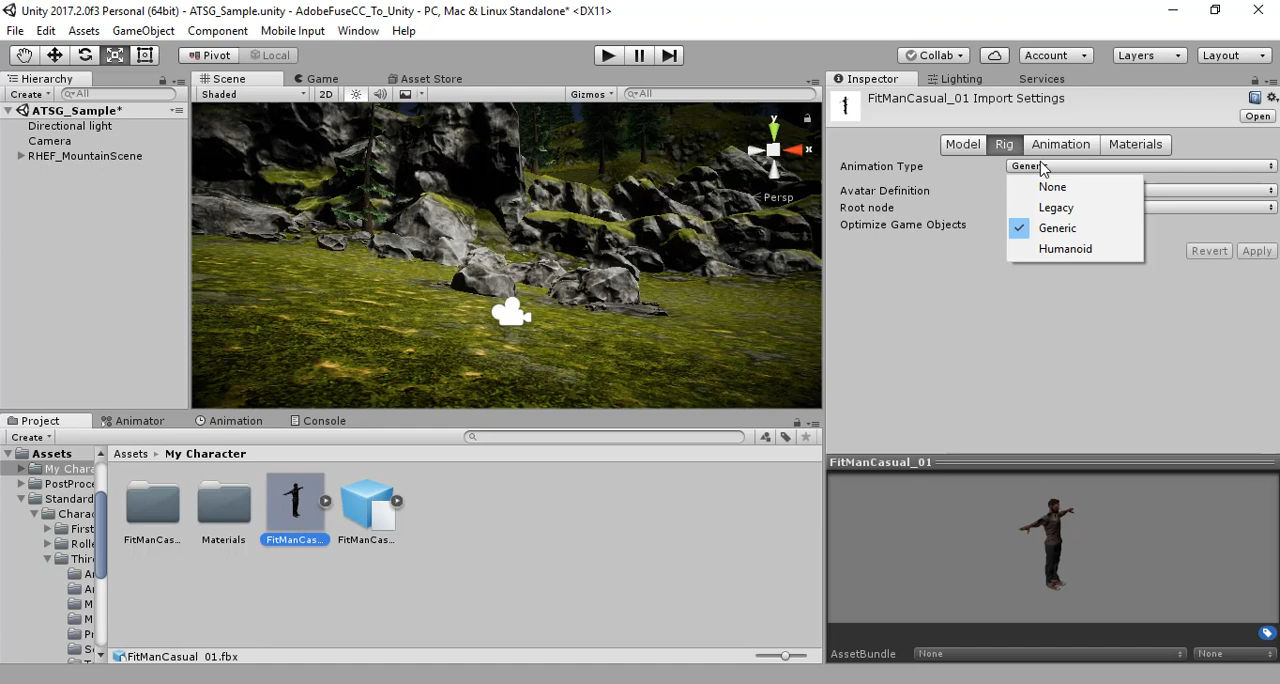 Unity 2017.2.0f3 Personal (64bit) - ATSG_Sample.unity - AdobeFuseCC_To_Unity - PC, Mac & Linux Standalone* <DX11>
File Edit Assets GameObject Component Mobile Input Window Help
Pivot Local Collab Account Layers Layout
Hierarchy Scene Game Asset Store Inspector Lighting Services
Create All Shaded 2D Gizmos All FitManCasual_01 Import Settings
ATSG_Sample* Open
Directional light
Camera
RHEF_MountainScene
y
x
Persp
Model Rig Animation Materials
Animation Type
None
Avatar Definition
Legacy
Root node
Generic
Optimize Game Objects
Humanoid
Revert Apply
Project Animator Animation Console
Create
Assets Assets My Character
My Chara
PostProce
Standard
Charac
First
Rolle
Third
FitManCas... Materials FitManCas... FitManCas...
FitManCasual_01.fbx
FitManCasual_01
AssetBundle None None